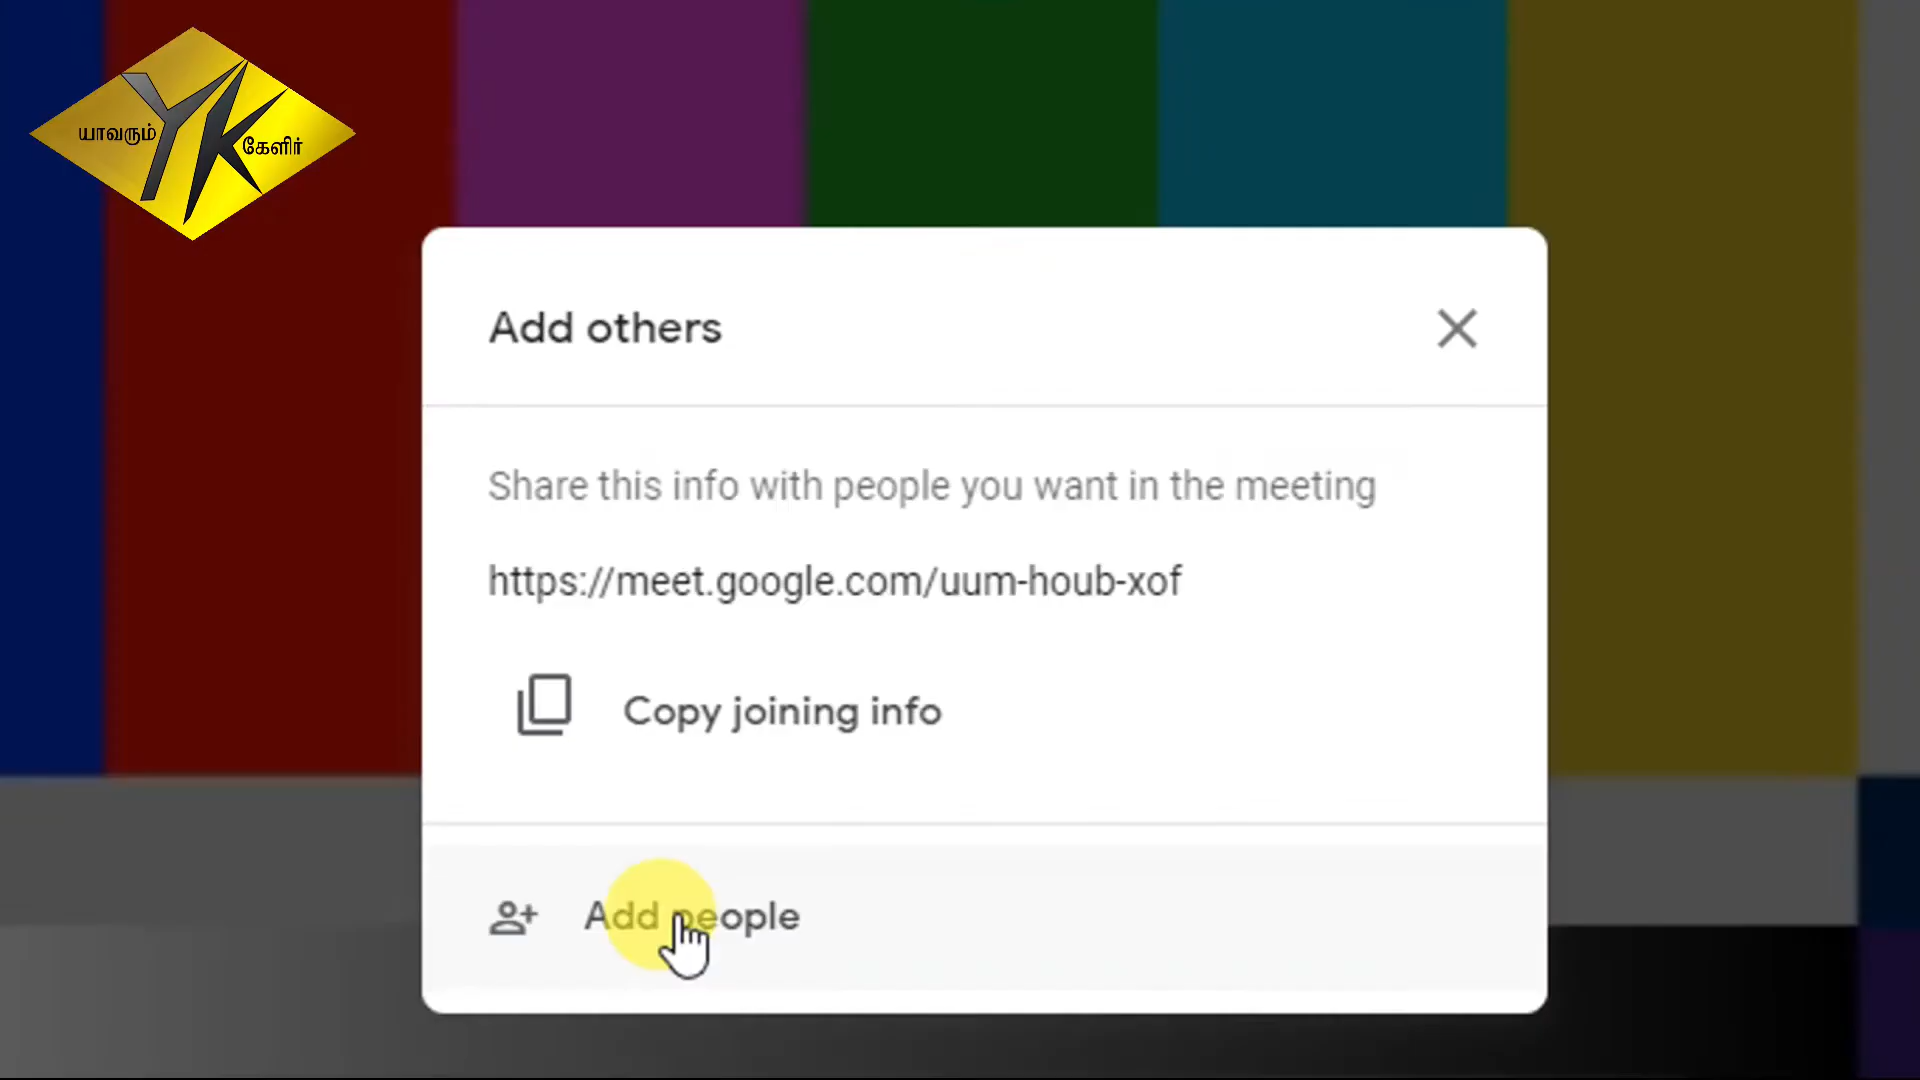 யாவரும்
YK
கேளிர்
Add others
Share this info with people you want in the meeting
https://meet.google.com/uum-houb-xof
Copy joining info
Add people